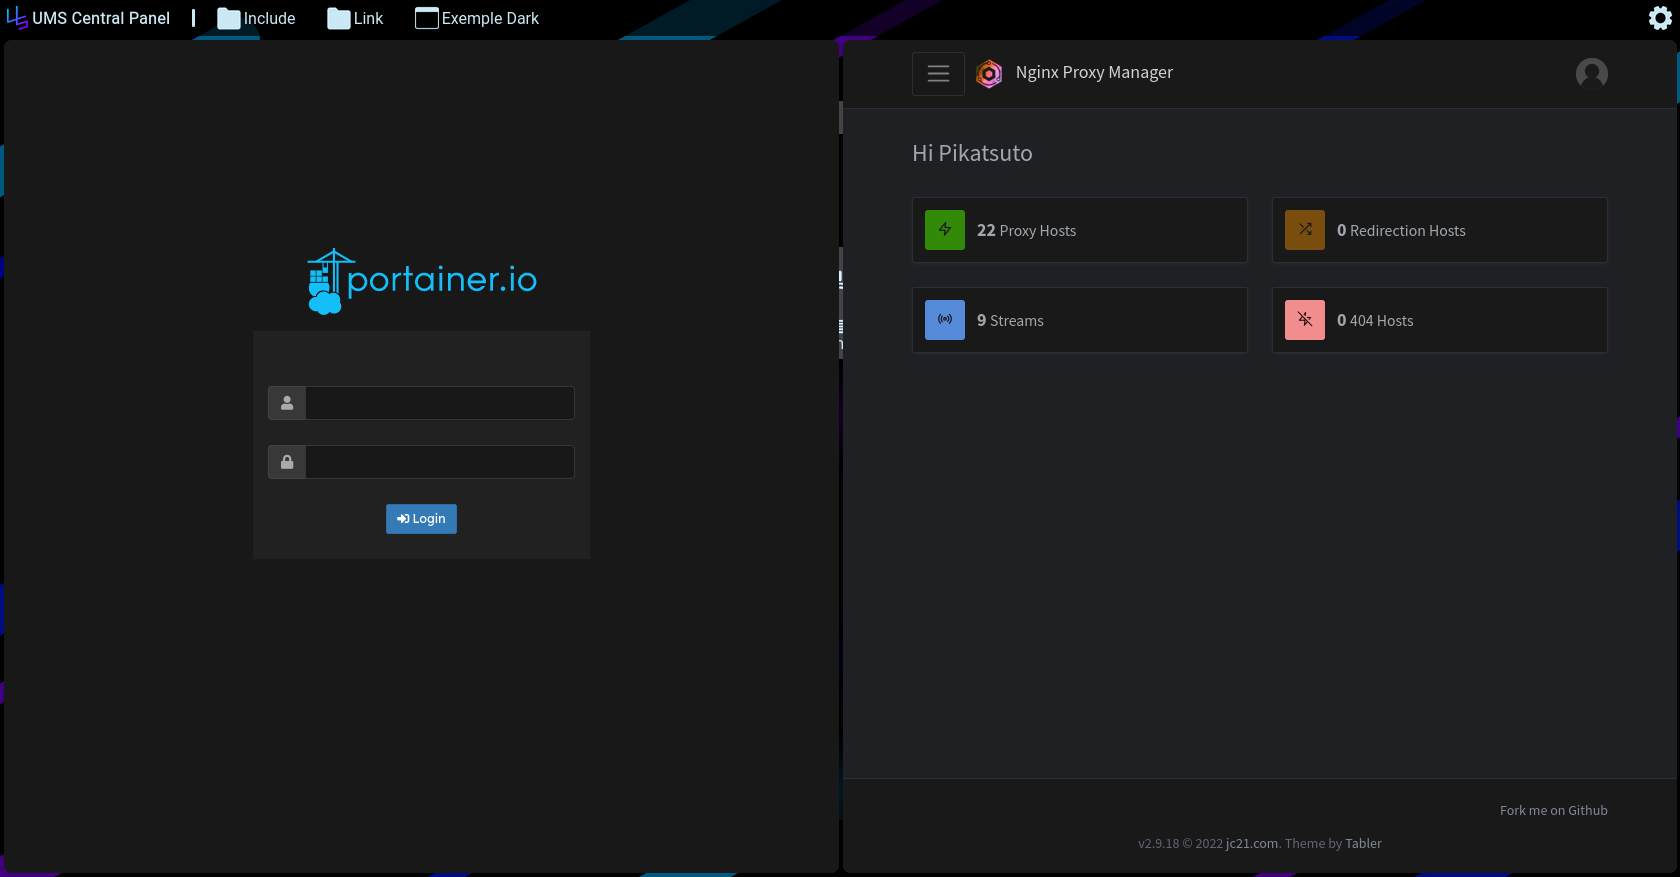 UMS Central Panel
Include
Link
Exemple Dark
portainer.io
Login
Nginx Proxy Manager
Hi Pikatsuto
22 Proxy Hosts
0 Redirection Hosts
9 Streams
0 404 Hosts
Fork me on Github
v2.9.18 © 2022 jc21.com. Theme by Tabler